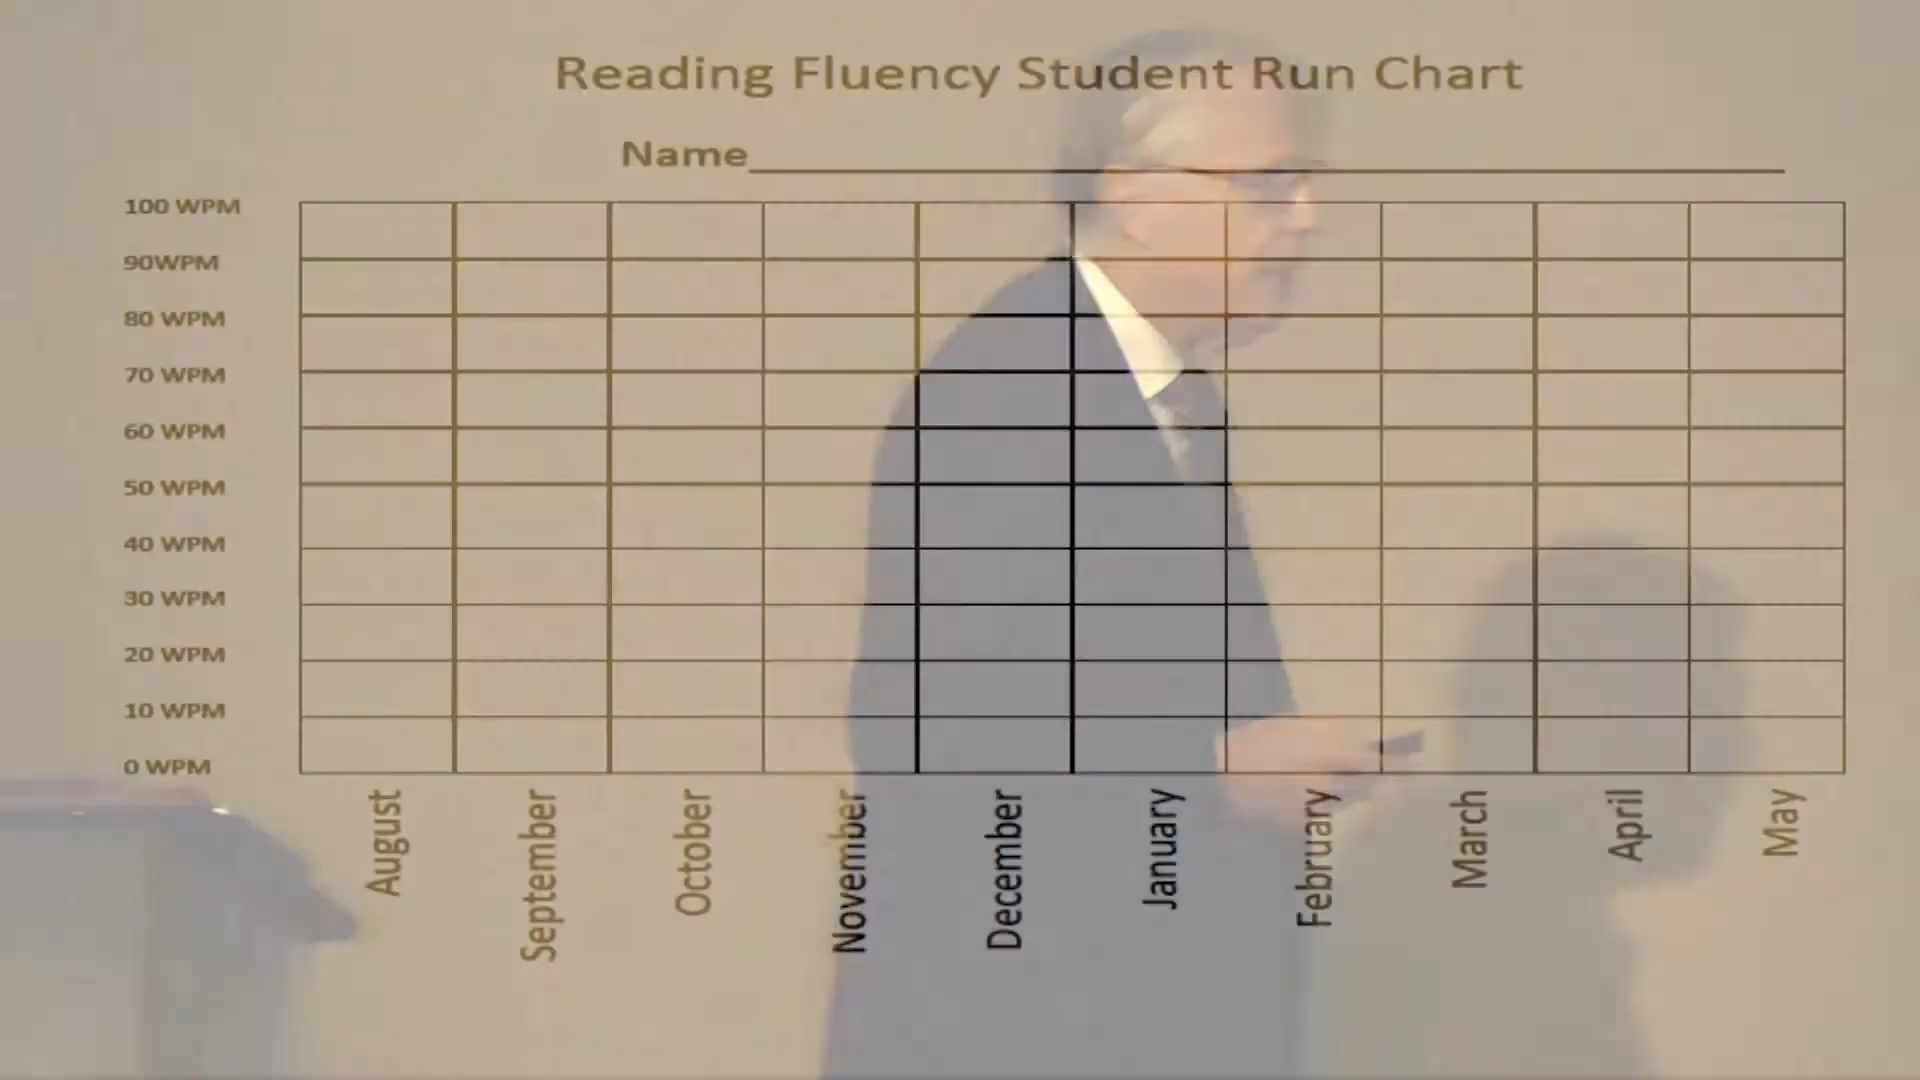 Reading Fluency Student Run Chart
Name
100 WPM
90WPM
80 WPM
70 WPM
60 WPM
50 WPM
40 WPM
30 WPM
20 WPM
10 WPM
0 WPM
August
September
October
November
December
January
February
March
April
May